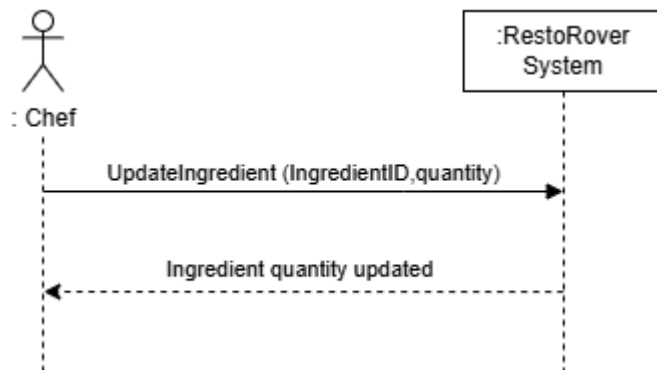 :RestoRover
System
: Chef
UpdateIngredient (IngredientID,quantity)
Ingredient quantity updated